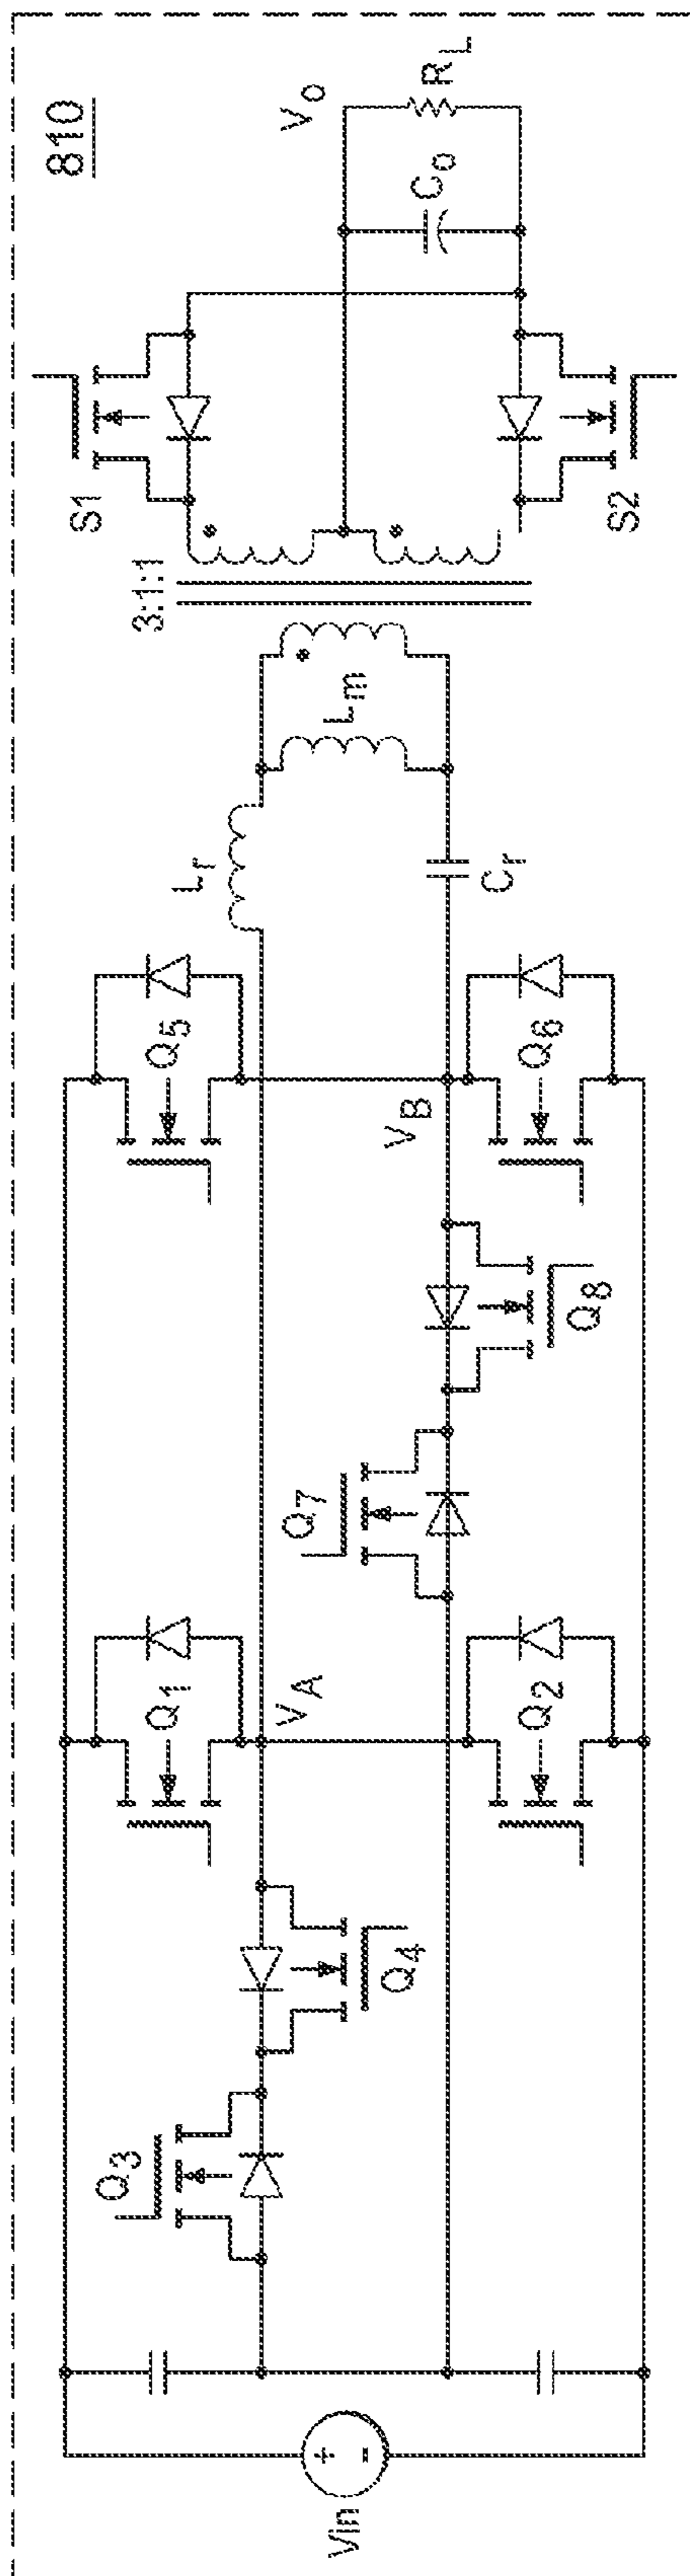 810
Vin
+
-
Q3
Q4
Q1
Q2
VA
Q7
Q8
VB
Q5
Q6
Lr
Cr
Lm
3:1:1
S1
S2
Vo
Co
RL